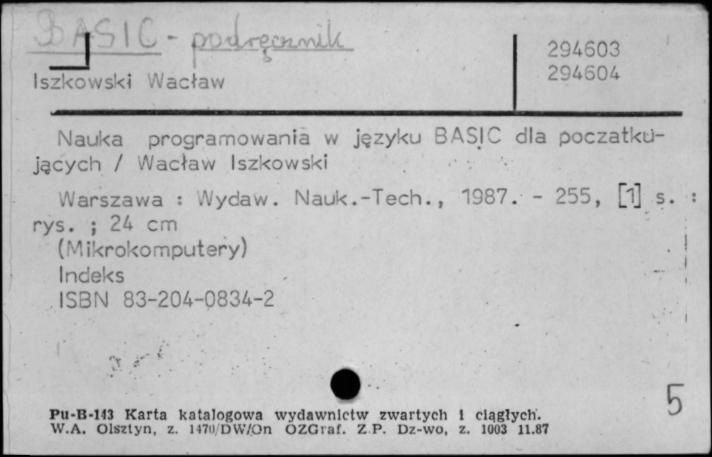 BASIC - podręcznik
294603
294604
Iszkowski Wacław
Nauka programowania w języku BASIC dla poczatku-
jących / Wacław Iszkowski
Warszawa : Wydaw. Nauk.-Tech., 1987. - 255, [1] s. :
rys. ; 24 cm
(Mikrokomputery)
Indeks
ISBN 83-204-0834-2
5
Pu-B-143 Karta katalogowa wydawnictw zwartych i ciągłych.
W.A. Olsztyn, z. 1470/DW/On OZGraf. Z.P. Dz-wo, z. 1003 11.87